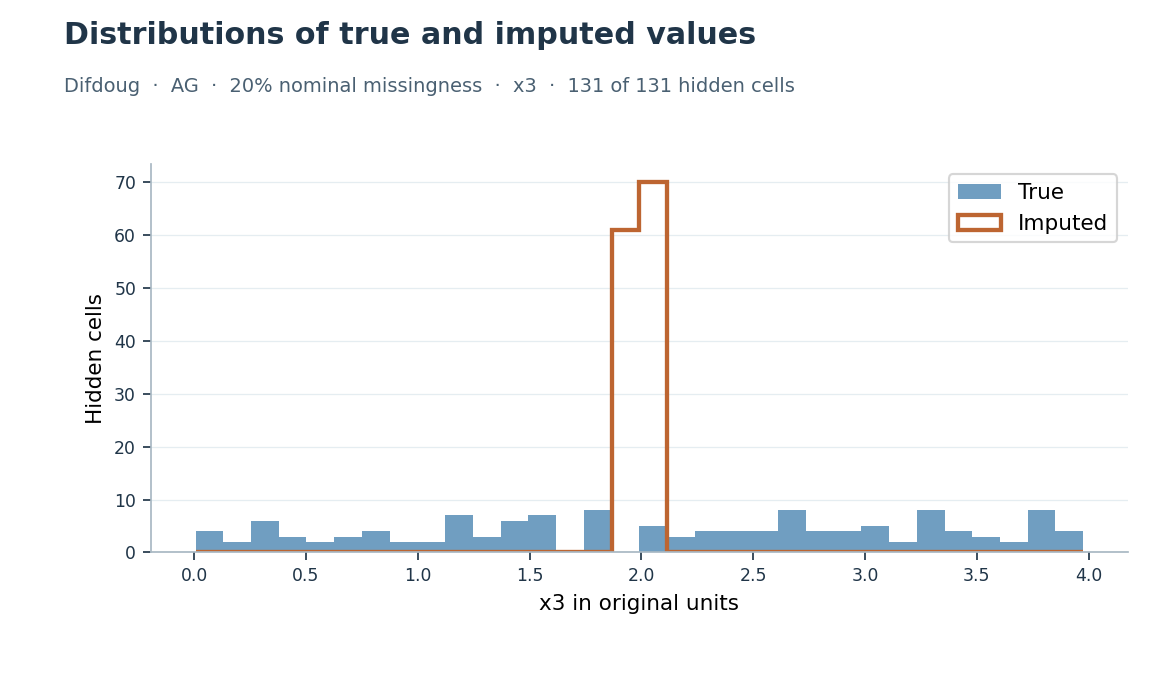 Distributions of true and imputed values
Difdoug · AG · 20% nominal missingness · x3 · 131 of 131 hidden cells
True
Imputed
Hidden cells
70
60
50
40
30
20
10
0
0.0 0.5 1.0 1.5 2.0 2.5 3.0 3.5 4.0
x3 in original units